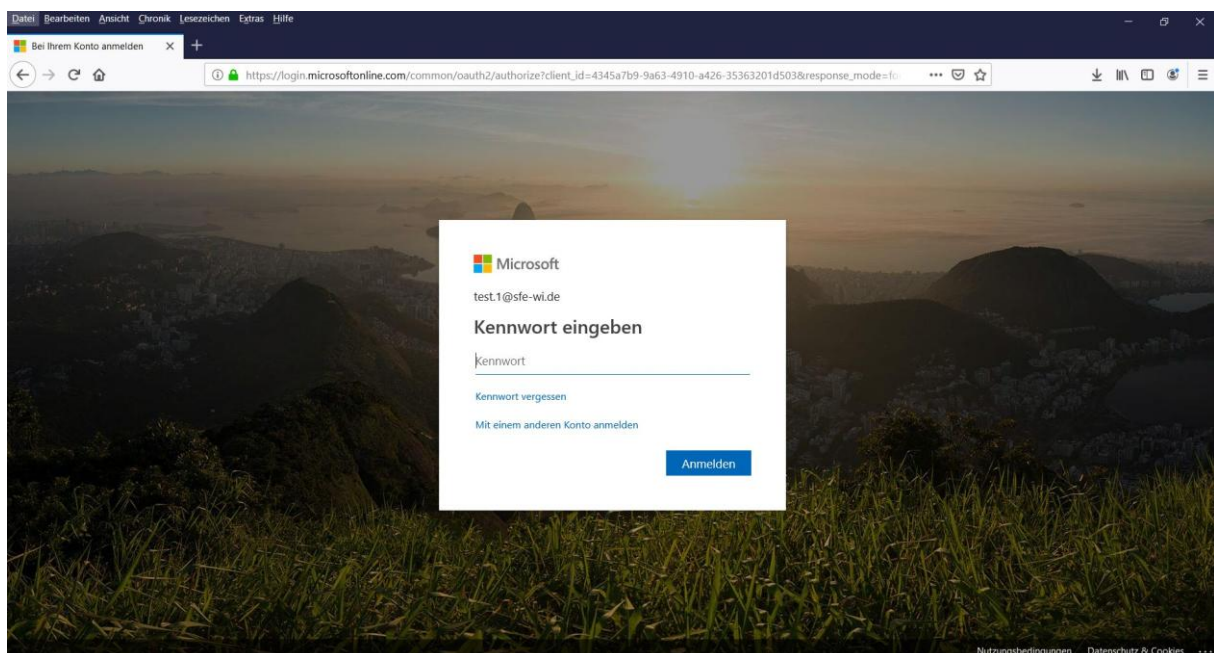 Datei Bearbeiten Ansicht Chronik Lesezeichen Extras Hilfe
Bei Ihrem Konto anmelden
https://login.microsoftonline.com/common/oauth2/authorize?client_id=4345a7b9-9a63-4910-a426-35363201d503&response_mode=fo
Microsoft
test.1@sfe-wi.de
Kennwort eingeben
Kennwort
Kennwort vergessen
Mit einem anderen Konto anmelden
Anmelden
Nutzungsbedingungen Datenschutz & Cookies ...